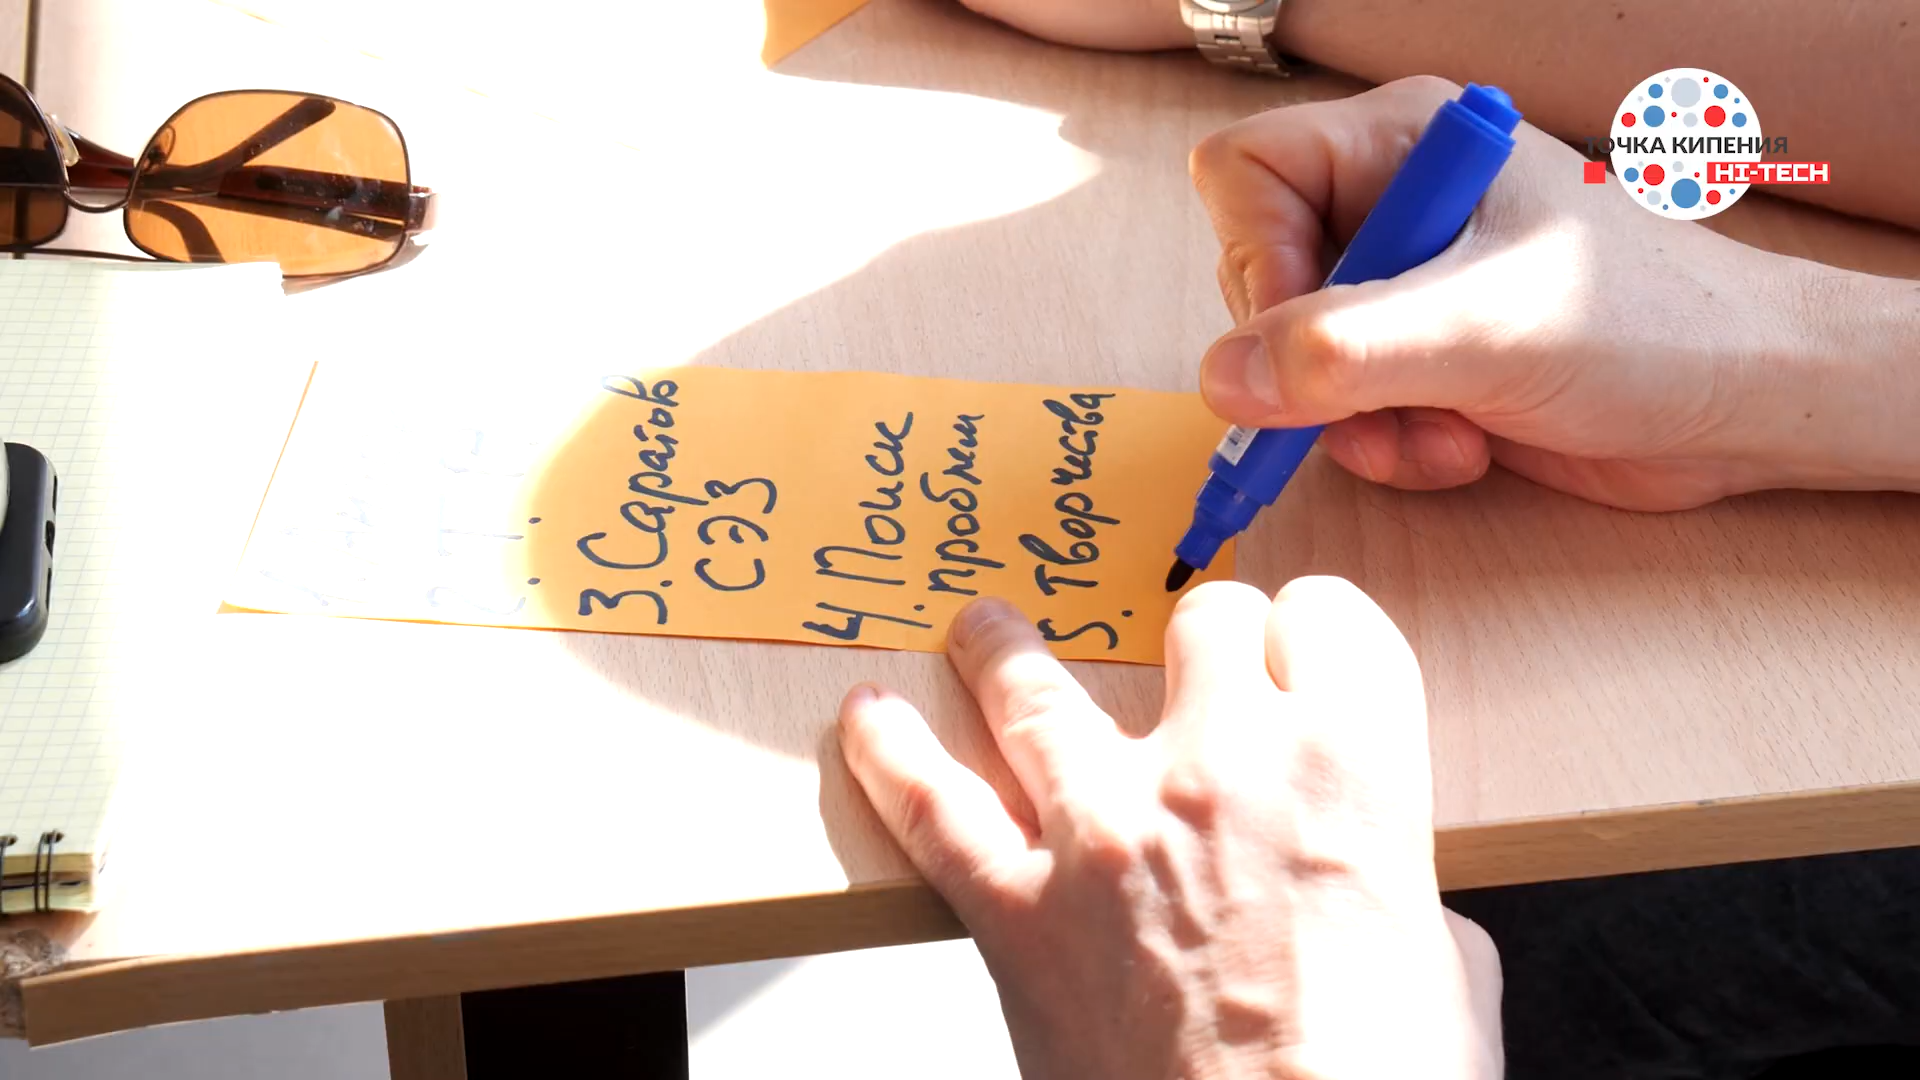 3. Саратов
СЭЗ
4. Поиск
проблем
5. Творчества
ТОЧКА КИПЕНИЯ
HI-TECH